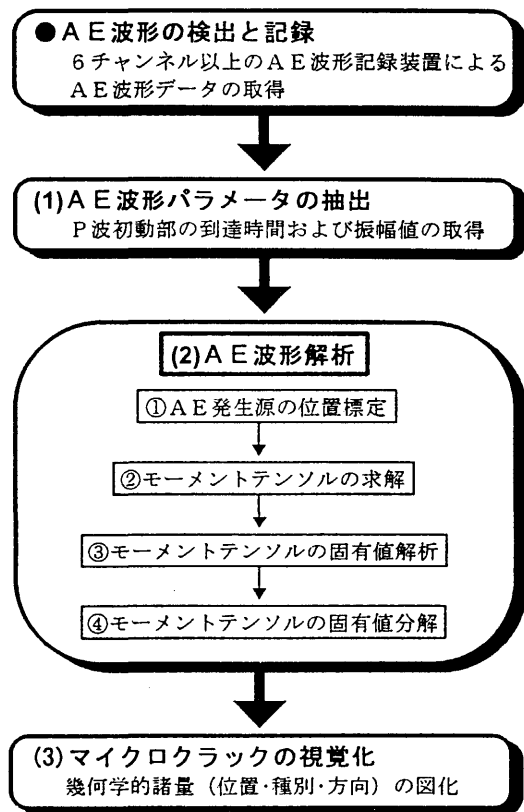 ●AE波形の検出と記録
6チャンネル以上のAE波形記録装置による
AE波形データの取得
(1)AE波形パラメータの抽出
P波初動部の到達時間および振幅値の取得
(2)AE波形解析
①AE発生源の位置標定
②モーメントテンソルの求解
③モーメントテンソルの固有値解析
④モーメントテンソルの固有値分解
(3)マイクロクラックの視覚化
幾何学的諸量（位置･種別･方向）の図化